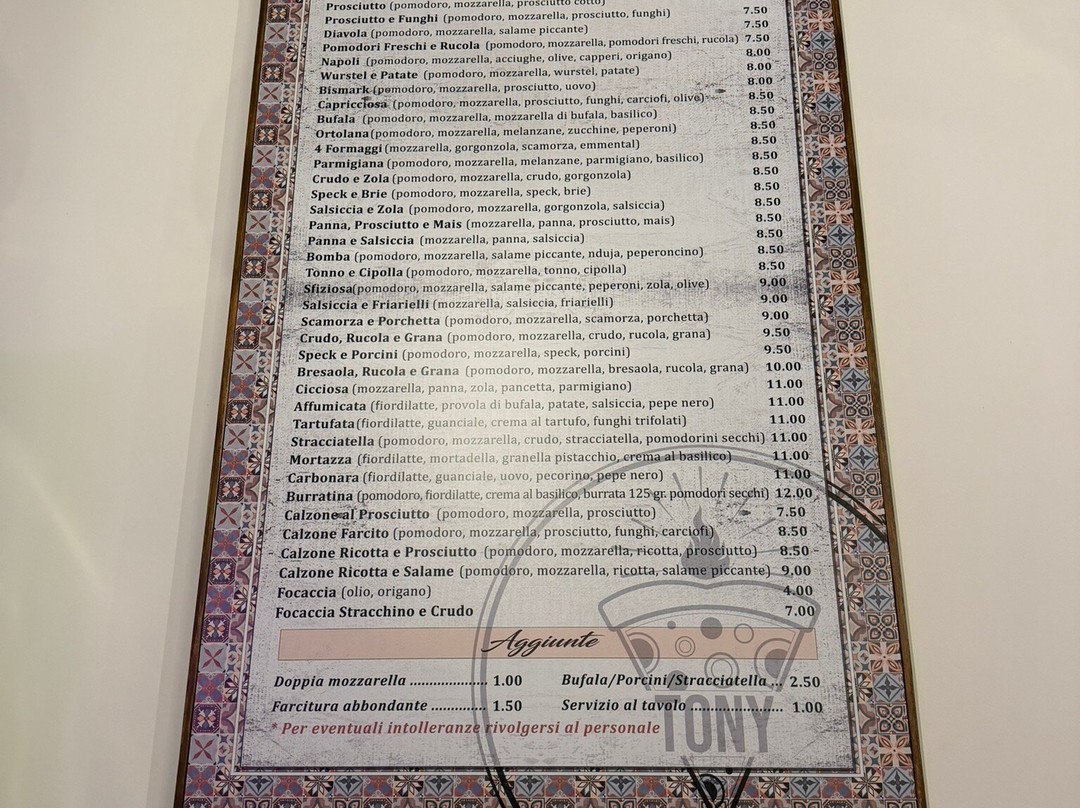 Prosciutto (pomodoro, mozzarella, prosciutto cotto)
Prosciutto e Funghi (pomodoro, mozzarella, prosciutto, funghi) 7.50
Diavola (pomodoro, mozzarella, salame piccante) 7.50
Pomodori Freschi e Rucola (pomodoro, mozzarella, pomodori freschi, rucola) 7.50
Napoli (pomodoro, mozzarella, acciughe, olive, capperi, origano) 8.00
Wurstel e Patate (pomodoro, mozzarella, wurstel, patate) 8.00
Bismark (pomodoro, mozzarella, prosciutto, uovo) 8.00
Capricciosa (pomodoro, mozzarella, prosciutto, funghi, carciofi, olive) 8.50
Bufala (pomodoro, mozzarella, mozzarella di bufala, basilico) 8.50
Ortolana (pomodoro, mozzarella, melanzane, zucchine, peperoni) 8.50
4 Formaggi (mozzarella, gorgonzola, scamorza, emmental) 8.50
Parmigiana (pomodoro, mozzarella, melanzane, parmigiano, basilico) 8.50
Crudo e Zola (pomodoro, mozzarella, crudo, gorgonzola) 8.50
Speck e Brie (pomodoro, mozzarella, speck, brie) 8.50
Salsiccia e Zola (pomodoro, mozzarella, gorgonzola, salsiccia) 8.50
Panna, Prosciutto e Mais (mozzarella, panna, prosciutto, mais) 8.50
Panna e Salsiccia (mozzarella, panna, salsiccia) 8.50
Bomba (pomodoro, mozzarella, salame piccante, nduja, peperoncino) 8.50
Tonno e Cipolla (pomodoro, mozzarella, tonno, cipolla) 8.50
Sfiziosa(pomodoro, mozzarella, salame piccante, peperoni, zola, olive) 9.00
Salsiccia e Friarielli (mozzarella, salsiccia, friarielli) 9.00
Scamorza e Porchetta (pomodoro, mozzarella, scamorza, porchetta) 9.00
Crudo, Rucola e Grana (pomodoro, mozzarella, crudo, rucola, grana) 9.50
Speck e Porcini (pomodoro, mozzarella, speck, porcini) 9.50
Bresaola, Rucola e Grana (pomodoro, mozzarella, bresaola, rucola, grana) 10.00
Cicciosa (mozzarella, panna, zola, pancetta, parmigiano) 11.00
Affumicata (fiordilatte, provola di bufala, patate, salsiccia, pepe nero) 11.00
Tartufata(fiordilatte, guanciale, crema al tartufo, funghi trifolati) 11.00
Stracciatella (pomodoro, mozzarella, crudo, stracciatella, pomodorini secchi) 11.00
Mortazza (fiordilatte, mortadella, granella pistacchio, crema al basilico) 11.00
Carbonara (fiordilatte, guanciale, uovo, pecorino, pepe nero) 11.00
Burratina (pomodoro, fiordilatte, crema al basilico, burrata 125 gr. pomodori secchi) 12.00
Calzone al Prosciutto (pomodoro, mozzarella, prosciutto) 7.50
Calzone Farcito (pomodoro, mozzarella, prosciutto, funghi, carciofi) 8.50
Calzone Ricotta e Prosciutto (pomodoro, mozzarella, ricotta, prosciutto) 8.50
Calzone Ricotta e Salame (pomodoro, mozzarella, ricotta, salame piccante) 9.00
Focaccia (olio, origano) 4.00
Focaccia Stracchino e Crudo 7.00
Aggiunte
Doppia mozzarella .................... 1.00 Bufala/Porcini/Stracciatella ... 2.50
Farcitura abbondante .............. 1.50 Servizio al tavolo ........................ 1.00
* Per eventuali intolleranze rivolgersi al personale
TONY